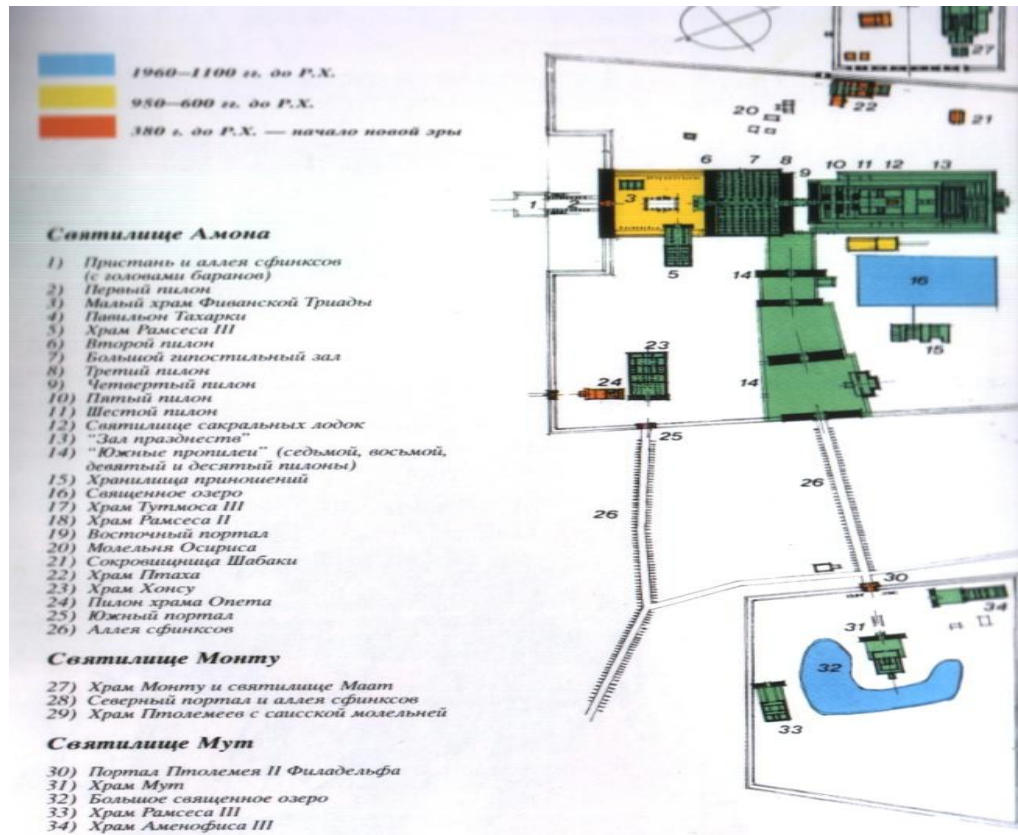 1960—1100 гг. до Р.Х.
950—600 гг. до Р.Х.
380 г. до Р.Х. — начало новой эры
Святилище Амона
1) Пристань и аллея сфинксов
(с головами баранов)
2) Первый пилон
3) Малый храм Фиванской Триады
4) Павильон Тахарки
5) Храм Рамсеса III
6) Второй пилон
7) Большой гипостильный зал
8) Третий пилон
9) Четвертый пилон
10) Пятый пилон
11) Шестой пилон
12) Святилище сакральных лодок
13) "Зал празднеств"
14) "Южные пропилеи" (седьмой, восьмой,
девятый и десятый пилоны)
15) Хранилища приношений
16) Священное озеро
17) Храм Тутмоса III
18) Храм Рамсеса II
19) Восточный портал
20) Молельня Осириса
21) Сокровищница Шабаки
22) Храм Птаха
23) Храм Хонсу
24) Пилон храма Опета
25) Южный портал
26) Аллея сфинксов
Святилище Монту
27) Храм Монту и святилище Маат
28) Северный портал и аллея сфинксов
29) Храм Птолемеев с саисской молельней
Святилище Мут
30) Портал Птолемея II Филадельфа
31) Храм Мут
32) Большое священное озеро
33) Храм Рамсеса III
34) Храм Аменофиса III
27
22
21
20
6 7 8 9 10 11 12 13
1 2 3
5
14
16
15
23
24
14
25
26
26
30
34
31
32
33